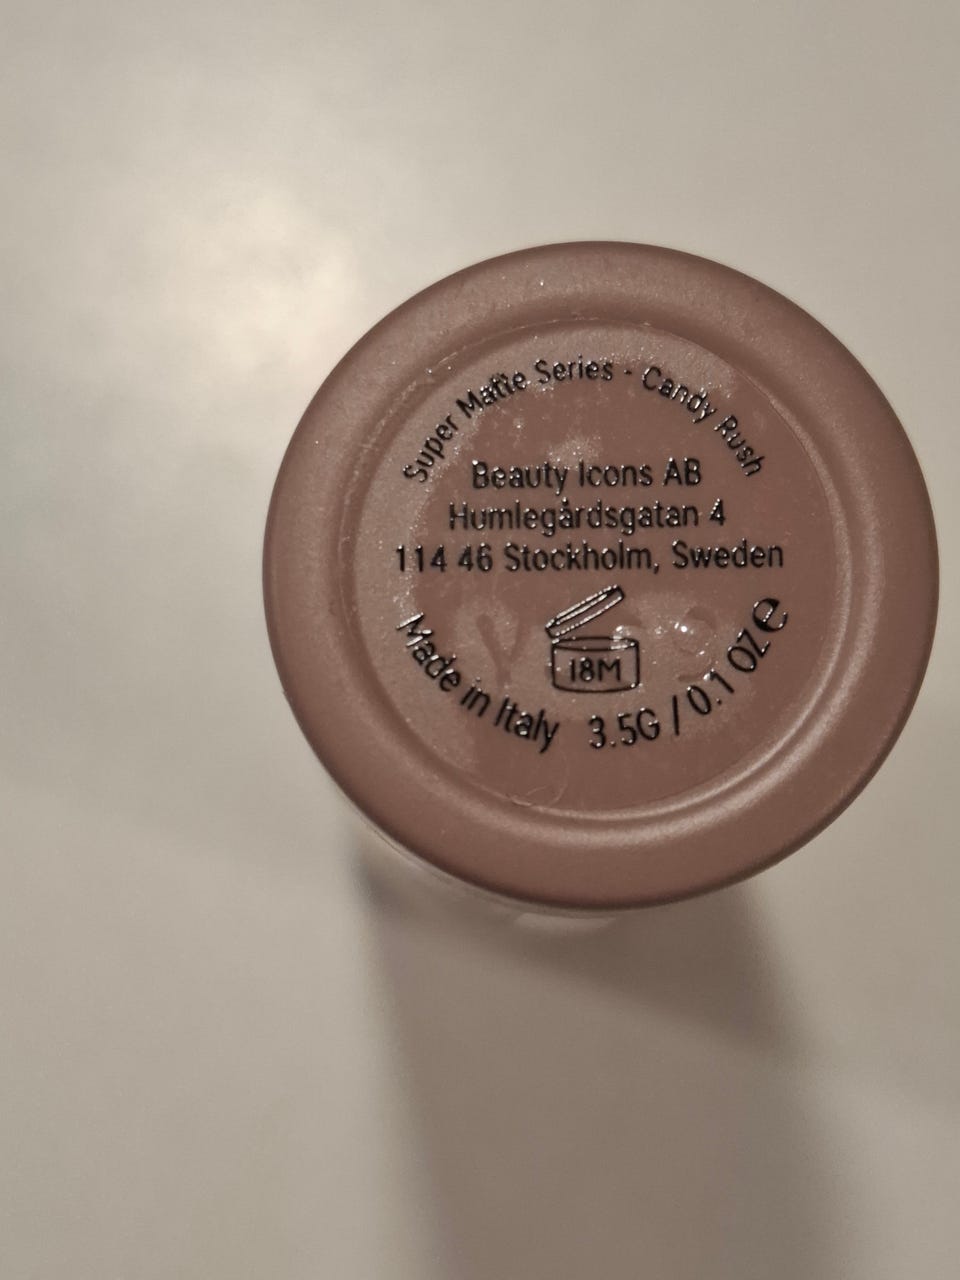 Super Matte Series - Candy Rush
Beauty Icons AB
Humlegårdsgatan 4
114 46 Stockholm, Sweden
18M
Made in Italy 3.5G / 0.1 OZ e